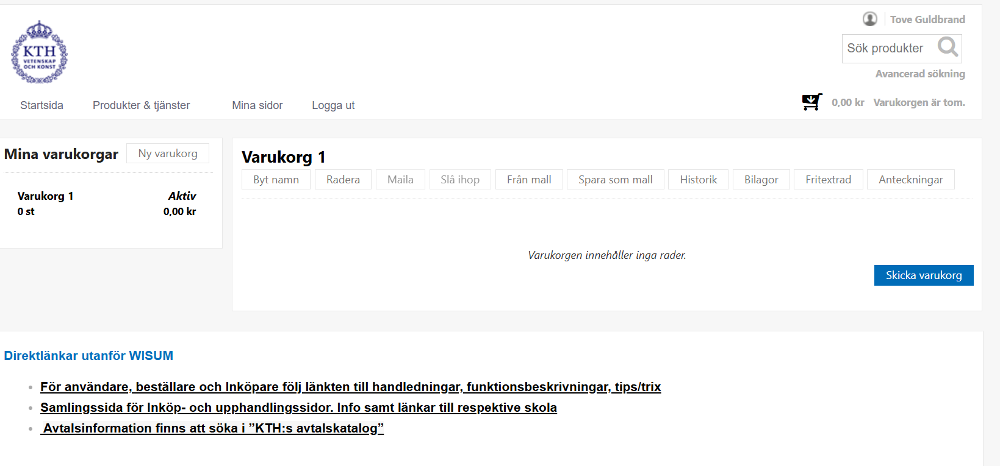 KTH
VETENSKAP
OCH KONST
Tove Guldbrand
Sök produkter
Avancerad sökning
Startsida Produkter & tjänster Mina sidor Logga ut
0,00 kr Varukorgen är tom.
Mina varukorgar Ny varukorg
Varukorg 1 Aktiv
0 st 0,00 kr
Varukorg 1
Byt namn Radera Maila Slå ihop Från mall Spara som mall Historik Bilagor Fritextrad Anteckningar
Varukorgen innehåller inga rader.
Skicka varukorg
Direktlänkar utanför WISUM
För användare, beställare och Inköpare följ länkten till handledningar, funktionsbeskrivningar, tips/trix
Samlingssida för Inköp- och upphandlingssidor. Info samt länkar till respektive skola
Avtalsinformation finns att söka i ”KTH:s avtalskatalog”